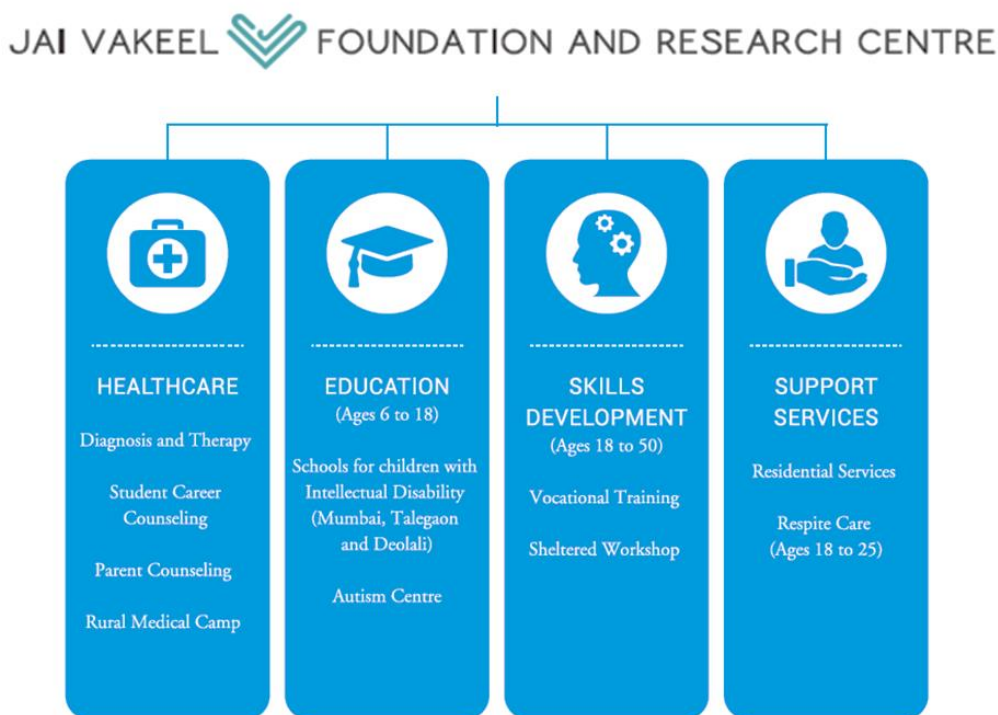 JAI VAKEEL FOUNDATION AND RESEARCH CENTRE
HEALTHCARE
Diagnosis and Therapy
Student Career
Counseling
Parent Counseling
Rural Medical Camp
EDUCATION
(Ages 6 to 18)
Schools for children with
Intellectual Disability
(Mumbai, Talegaon
and Deolali)
Autism Centre
SKILLS
DEVELOPMENT
(Ages 18 to 50)
Vocational Training
Sheltered Workshop
SUPPORT
SERVICES
Residential Services
Respite Care
(Ages 18 to 25)